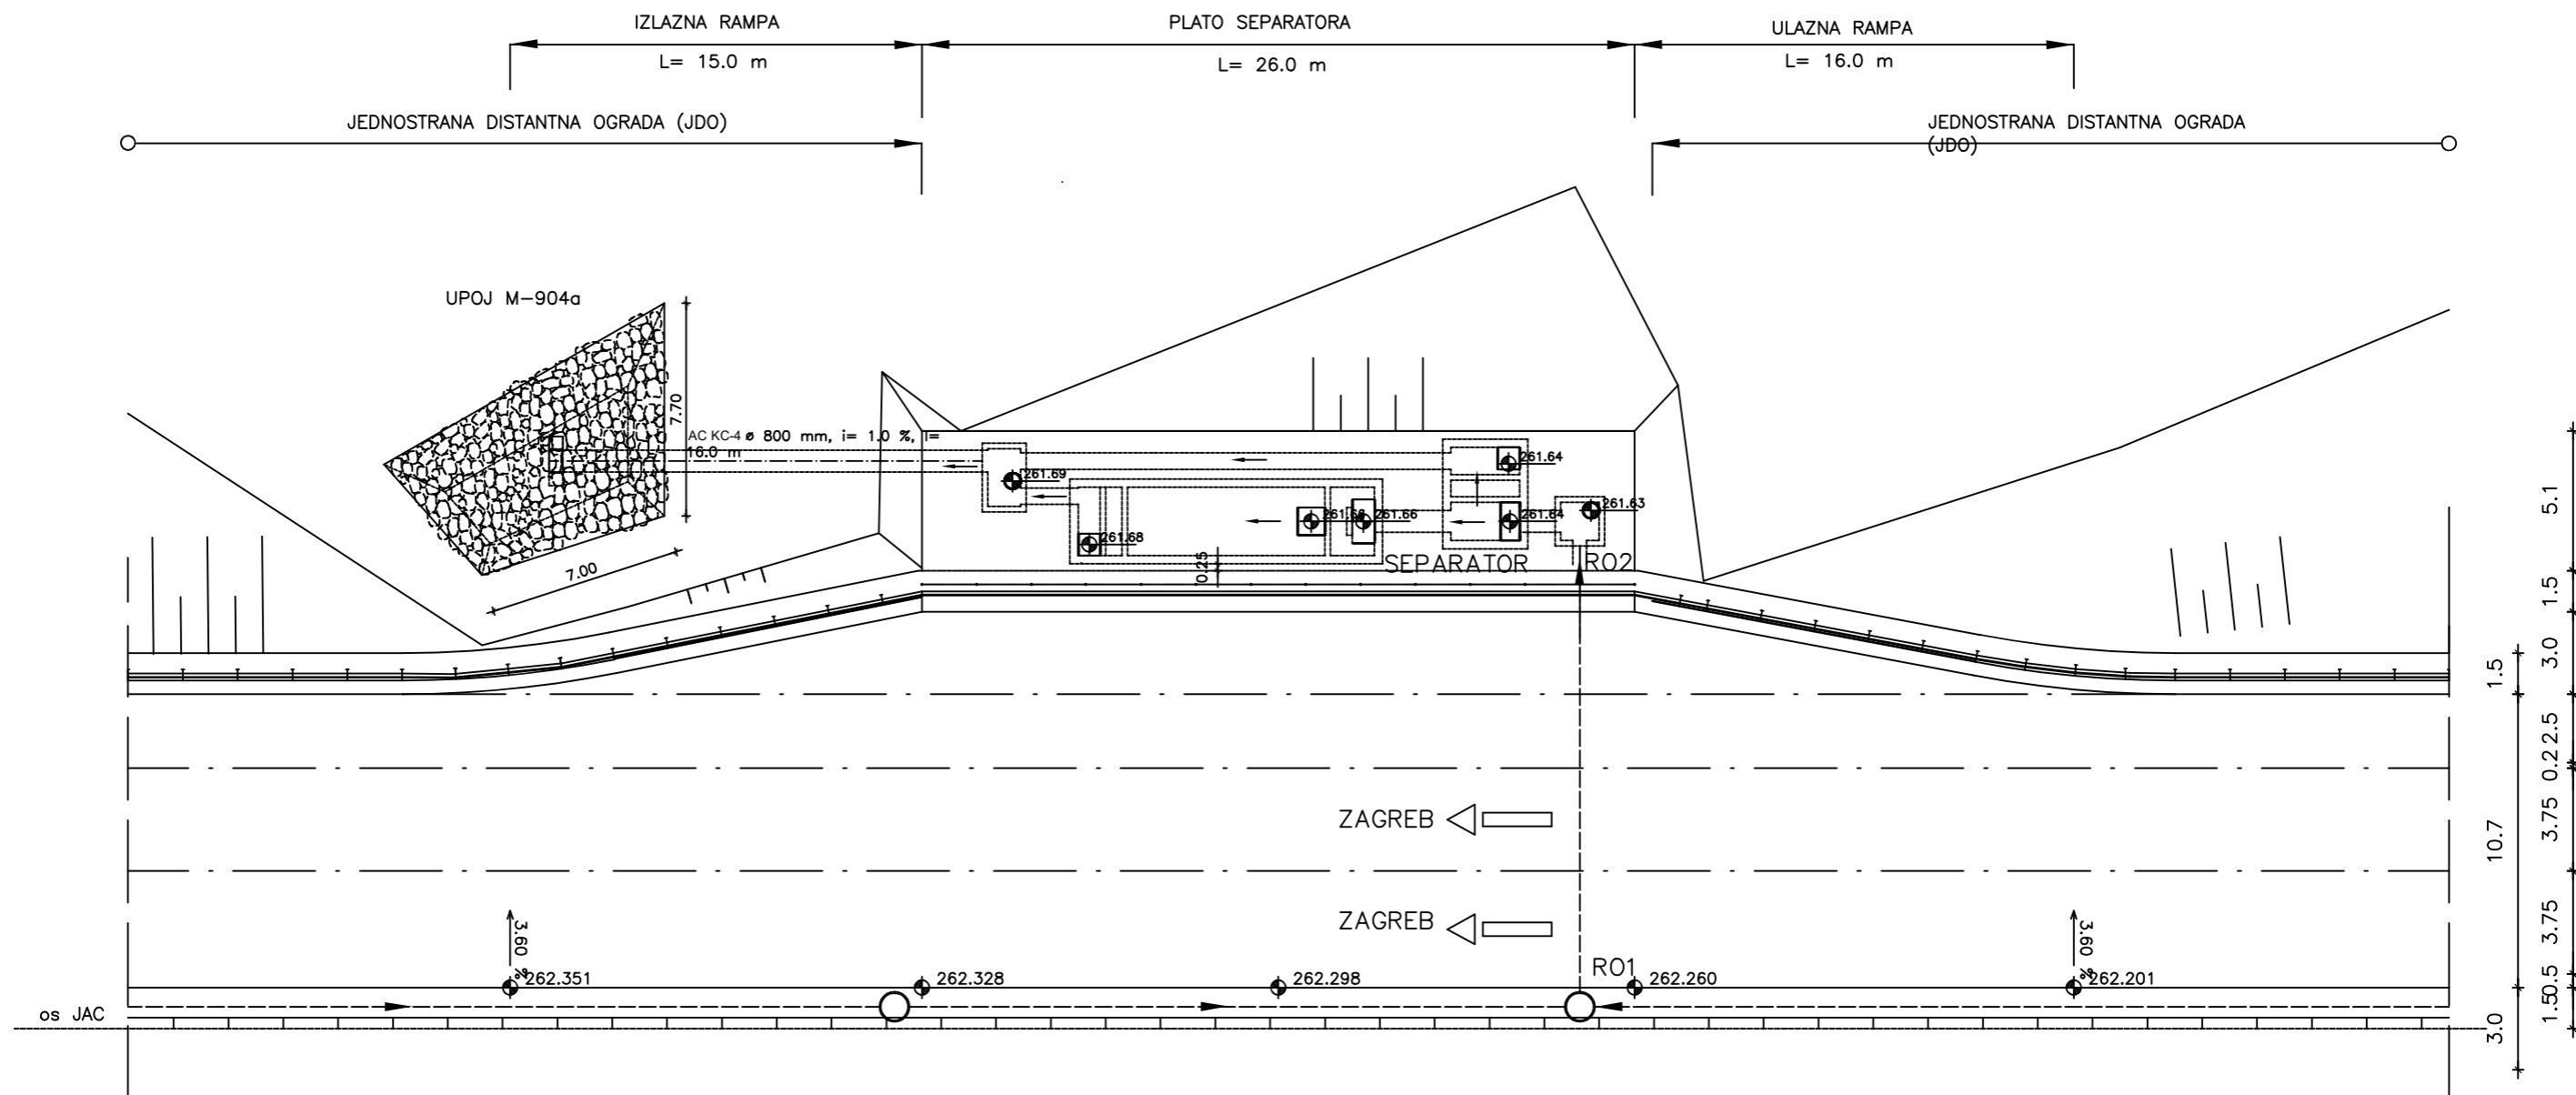 IZLAZNA RAMPA
L= 15.0 m
PLATO SEPARATORA
L= 26.0 m
ULAZNA RAMPA
L= 16.0 m
JEDNOSTRANA DISTANTNA OGRADA (JDO)
JEDNOSTRANA DISTANTNA OGRADA
(JDO)
UPOJ M-904a
7.70
7.00
AC KC-4 ø 800 mm, i= 1.0 %, l=
16.0 m
261.69
261.68
261.66
261.64
261.64
261.63
SEPARATOR
RO2
0.25
5.1
1.5
3.0
1.5
2.5
0.2
3.75
10.7
3.75
0.5
1.5
3.0
ZAGREB
ZAGREB
3.60 %
3.60 %
RO1
262.351
262.328
262.298
262.260
262.201
os JAC